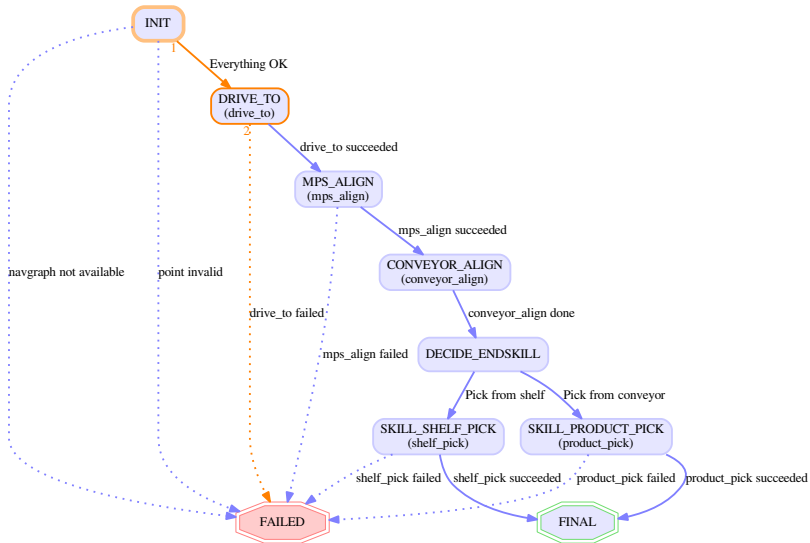 INIT
1
Everything OK
DRIVE_TO
(drive_to)
2
drive_to succeeded
MPS_ALIGN
(mps_align)
mps_align succeeded
CONVEYOR_ALIGN
(conveyor_align)
navgraph not available
point invalid
drive_to failed
conveyor_align done
mps_align failed
DECIDE_ENDSKILL
Pick from shelf
Pick from conveyor
SKILL_SHELF_PICK
(shelf_pick)
SKILL_PRODUCT_PICK
(product_pick)
shelf_pick failed
shelf_pick succeeded
product_pick failed
product_pick succeeded
FAILED
FINAL